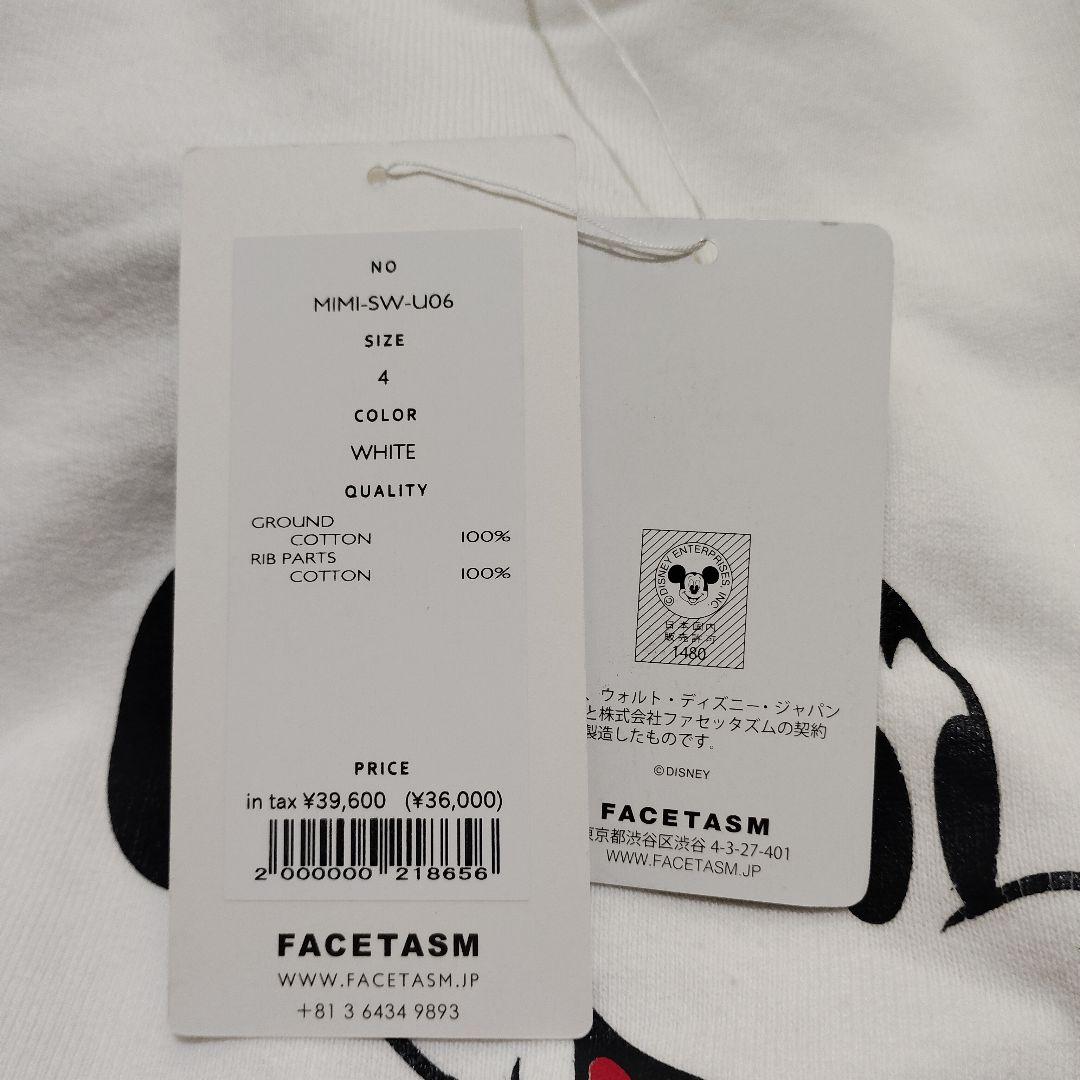 NO
MIMI-SW-U06
SIZE
4
COLOR
WHITE
QUALITY
GROUND
COTTON 100%
RIB PARTS
COTTON 100%
PRICE
in tax ¥39,600 (¥36,000)
2 000000 218656
FACETASM
WWW.FACETASM.JP
+81 3 6434 9893
©DISNEY ENTERPRISES INC
日本国内
販売許可
1480
、ウォルト・ディズニー・ジャパン
と株式会社ファセッタズムの契約
製造したものです。
©DISNEY
FACETASM
東京都渋谷区渋谷 4-3-27-401
WWW.FACETASM.JP